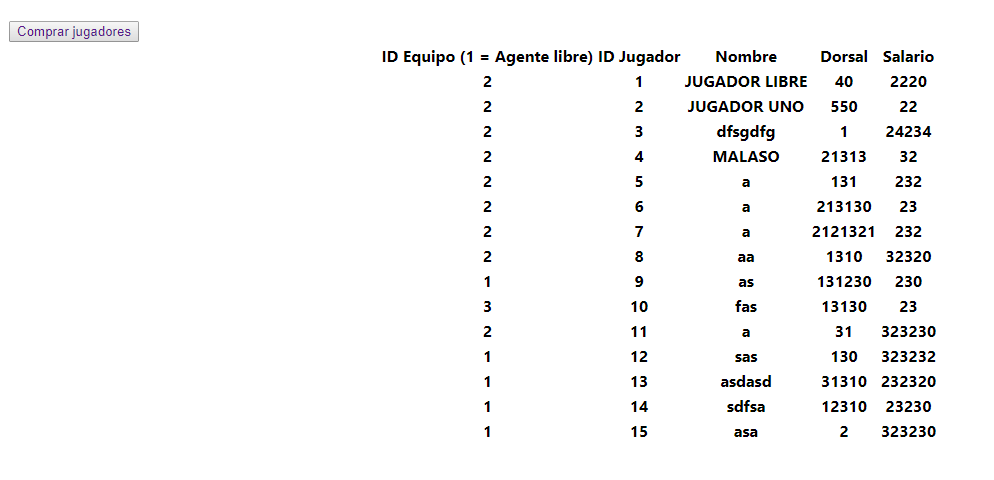 Comprar jugadores
ID Equipo (1 = Agente libre) ID Jugador Nombre Dorsal Salario
2 1 JUGADOR LIBRE 40 2220
2 2 JUGADOR UNO 550 22
2 3 dfsgdfg 1 24234
2 4 MALASO 21313 32
2 5 a 131 232
2 6 a 213130 23
2 7 a 2121321 232
2 8 aa 1310 32320
1 9 as 131230 230
3 10 fas 13130 23
2 11 a 31 323230
1 12 sas 130 323232
1 13 asdasd 31310 232320
1 14 sdfsa 12310 23230
1 15 asa 2 323230